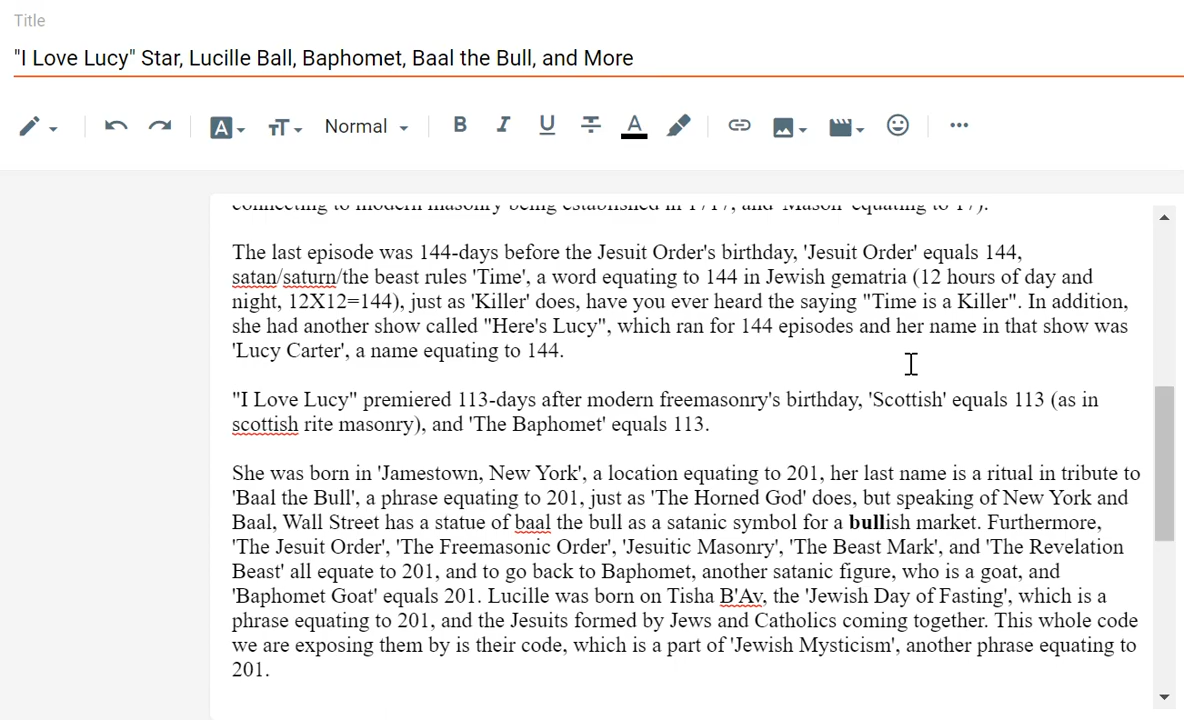 Title
"I Love Lucy" Star, Lucille Ball, Baphomet, Baal the Bull, and More
Normal
B I U A
connecting to modern masonry being established in 1717, and 'Mason' equating to 17).
The last episode was 144-days before the Jesuit Order's birthday, 'Jesuit Order' equals 144,
satan/saturn/the beast rules 'Time', a word equating to 144 in Jewish gematria (12 hours of day and
night, 12X12=144), just as 'Killer' does, have you ever heard the saying "Time is a Killer". In addition,
she had another show called "Here's Lucy", which ran for 144 episodes and her name in that show was
'Lucy Carter', a name equating to 144.
"I Love Lucy" premiered 113-days after modern freemasonry's birthday, 'Scottish' equals 113 (as in
scottish rite masonry), and 'The Baphomet' equals 113.
She was born in 'Jamestown, New York', a location equating to 201, her last name is a ritual in tribute to
'Baal the Bull', a phrase equating to 201, just as 'The Horned God' does, but speaking of New York and
Baal, Wall Street has a statue of baal the bull as a satanic symbol for a bullish market. Furthermore,
'The Jesuit Order', 'The Freemasonic Order', 'Jesuitic Masonry', 'The Beast Mark', and 'The Revelation
Beast' all equate to 201, and to go back to Baphomet, another satanic figure, who is a goat, and
'Baphomet Goat' equals 201. Lucille was born on Tisha B'Av, the 'Jewish Day of Fasting', which is a
phrase equating to 201, and the Jesuits formed by Jews and Catholics coming together. This whole code
we are exposing them by is their code, which is a part of 'Jewish Mysticism', another phrase equating to
201.